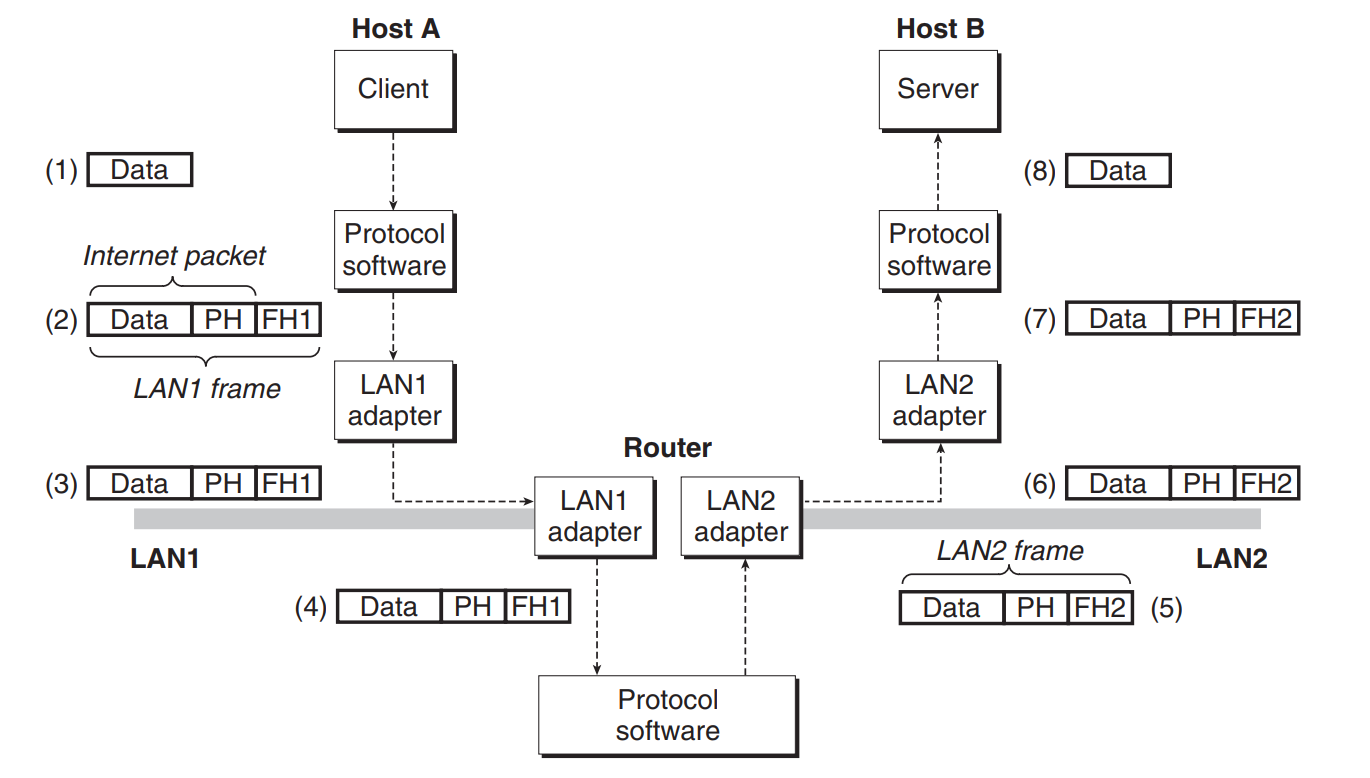 Host A
Host B
Client
Server
(1) Data
(8) Data
Protocol
software
Protocol
software
Internet packet
(2) Data PH FH1
(7) Data PH FH2
LAN1 frame
LAN1
adapter
LAN2
adapter
Router
(3) Data PH FH1
(6) Data PH FH2
LAN1
adapter
LAN2
adapter
LAN1
LAN2 frame
LAN2
(4) Data PH FH1
Data PH FH2 (5)
Protocol
software